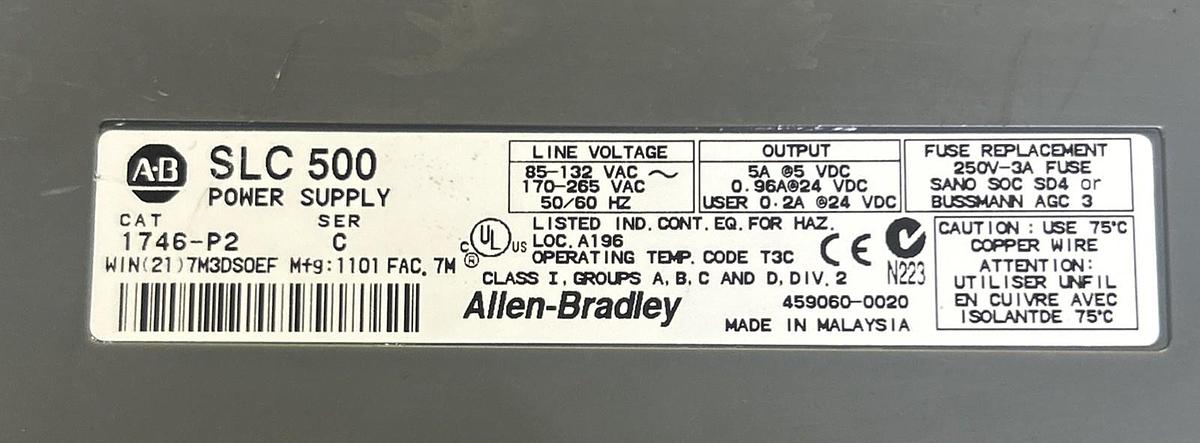 A·B
SLC 500
POWER SUPPLY
CAT SER
1746-P2 C
WIN(21)7M3DS0EF Mfg:1101 FAC. 7M
LINE VOLTAGE
85-132 VAC ~
170-265 VAC
50/60 HZ
OUTPUT
5A @5 VDC
0.96A@24 VDC
USER 0.2A @24 VDC
FUSE REPLACEMENT
250V-3A FUSE
SANO SOC SD4 or
BUSSMANN AGC 3
C UL US ®
LISTED IND. CONT. EQ. FOR HAZ.
LOC. A196
OPERATING TEMP. CODE T3C
CLASS I, GROUPS A, B, C AND D, DIV. 2
CE
N223
Allen-Bradley
459060-0020
MADE IN MALAYSIA
CAUTION : USE 75°C
COPPER WIRE
ATTENTION:
UTILISER UNFIL
EN CUIVRE AVEC
ISOLANTDE 75°C